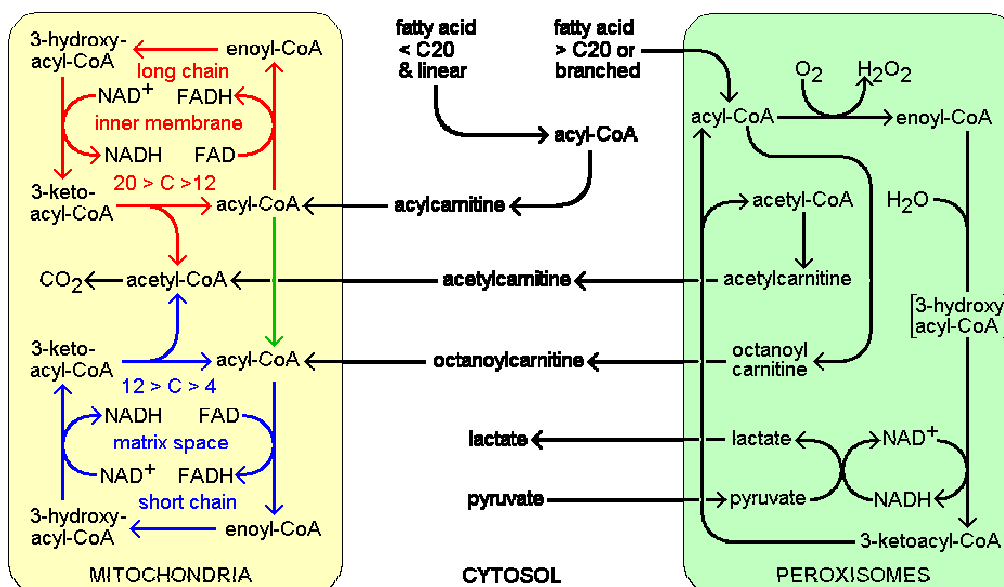 3-hydroxy-
acyl-CoA
enoyl-CoA
long chain
NAD+ FADH
inner membrane
NADH FAD
3-keto-
acyl-CoA
20 > C >12
acyl-CoA
CO2
acetyl-CoA
3-keto-
acyl-CoA
acyl-CoA
12 > C > 4
NADH FAD
matrix space
NAD+ FADH
short chain
3-hydroxy-
acyl-CoA
enoyl-CoA
MITOCHONDRIA
fatty acid
< C20
& linear
fatty acid
> C20 or
branched
acyl-CoA
acylcarnitine
acetylcarnitine
octanoylcarnitine
lactate
pyruvate
CYTOSOL
O2
H2O2
acyl-CoA
enoyl-CoA
acetyl-CoA
H2O
acetylcarnitine
[3-hydroxy
acyl-CoA]
octanoyl
carnitine
lactate
NAD+
pyruvate
NADH
3-ketoacyl-CoA
PEROXISOMES